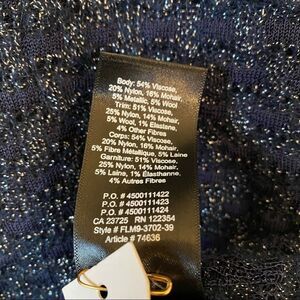 Body: 54% Viscose,
20% Nylon, 16% Mohair,
5% Metallic, 5% Wool
Trim: 51% Viscose,
25% Nylon, 14% Mohair,
5% Wool, 1% Elastane,
4% Other Fibres
Corps: 54% Viscose,
20% Nylon, 16% Mohair,
5% Fibre Métallique, 5% Laine
Garniture: 51% Viscose,
25% Nylon, 14% Mohair,
5% Laine, 1% Élasthanne,
4% Autres Fibres
P.O. # 4500111422
P.O. # 4500111423
P.O. # 4500111424
CA 23725 RN 122354
Style # FLM9-3702-39
Article # 74636